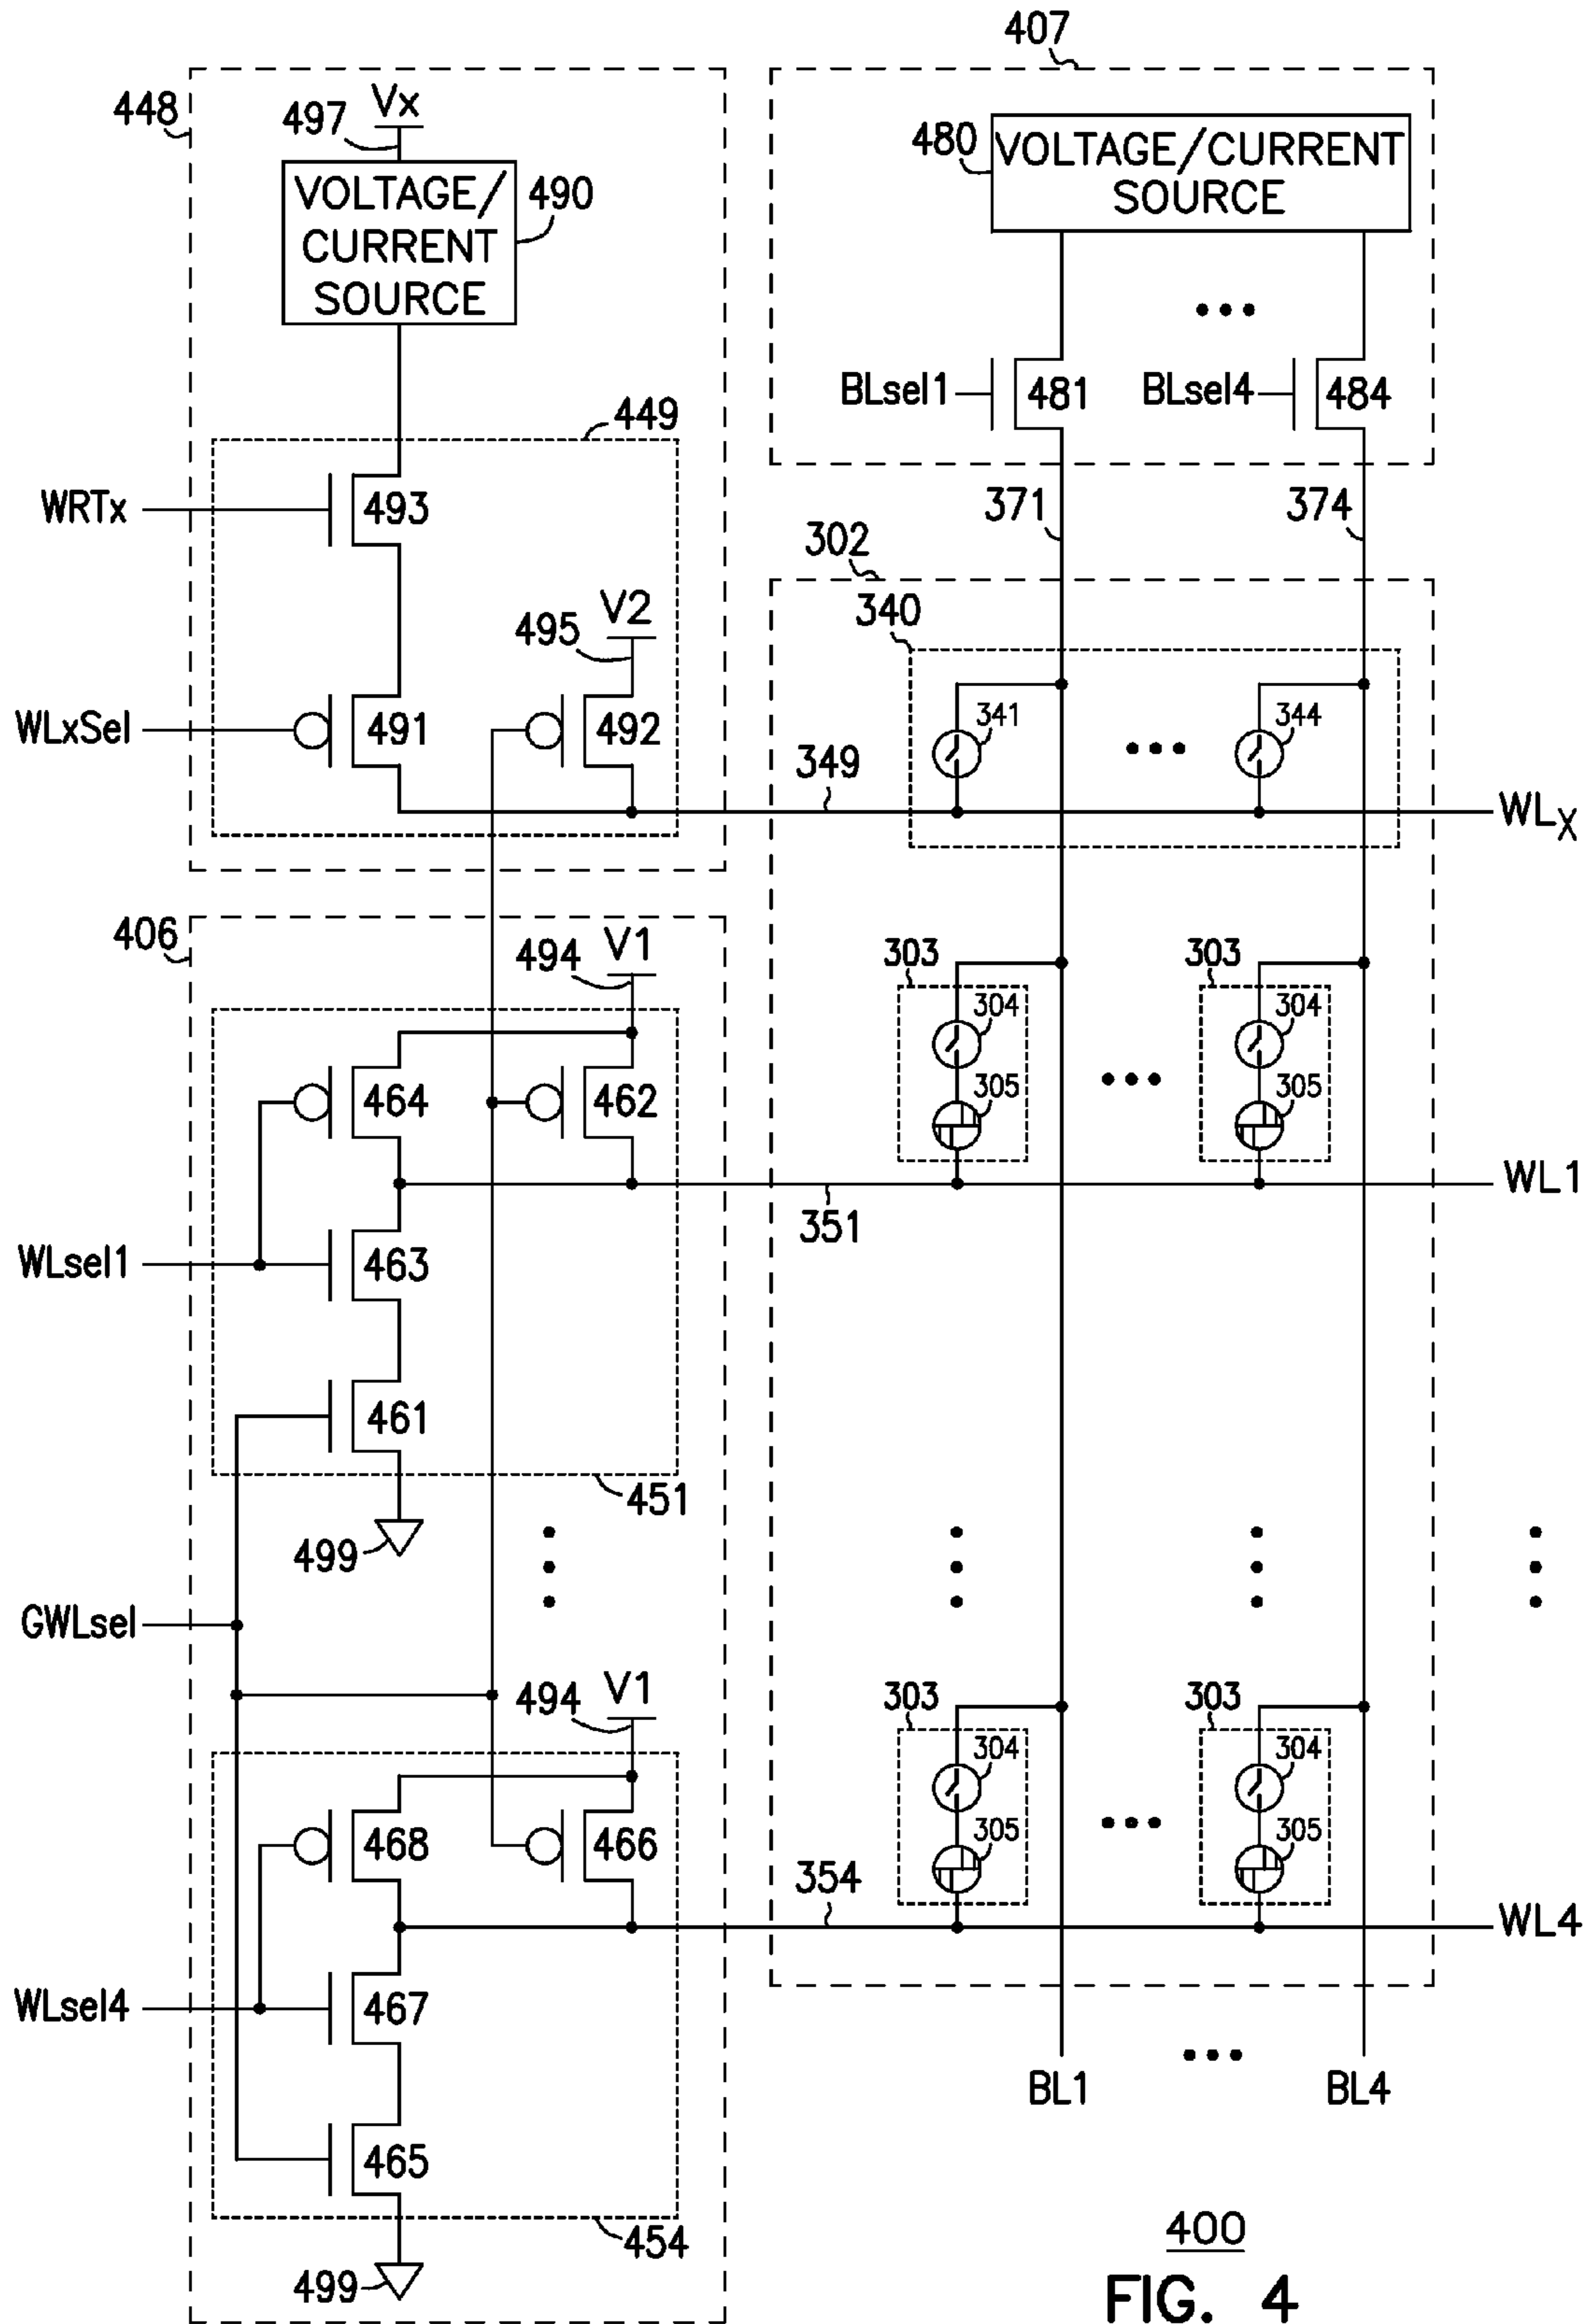 407
448
Vx
497
VOLTAGE/
CURRENT
SOURCE
490
480
VOLTAGE/CURRENT
SOURCE
BLsel1
481
BLsel4
484
449
WRTx
493
371
374
302
340
V2
495
WLxSel
491
492
341
344
349
WLX
406
494
V1
303
303
304
304
464
462
305
305
WL1
351
WLsel1
463
461
451
499
GWLsel
494
V1
303
303
304
304
468
466
305
305
354
WL4
WLsel4
467
BL1
BL4
465
454
499
400
FIG. 4